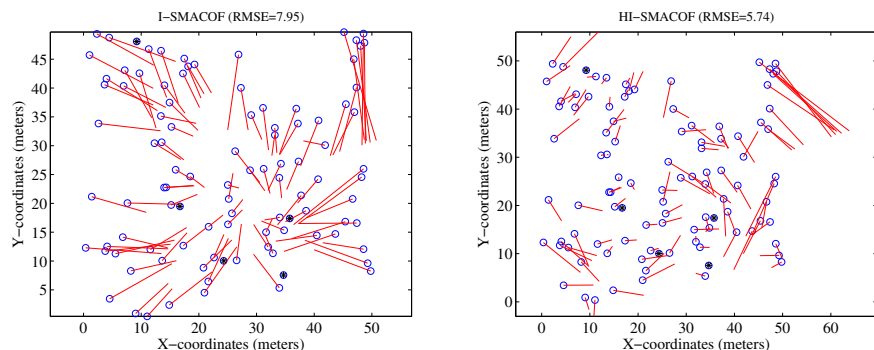 I−SMACOF (RMSE=7.95)
45
40
35
30
25
20
15
10
5
Y−coordinates (meters)
0 10 20 30 40 50
X−coordinates (meters)
HI−SMACOF (RMSE=5.74)
50
40
30
20
10
0
Y−coordinates (meters)
0 10 20 30 40 50 60
X−coordinates (meters)